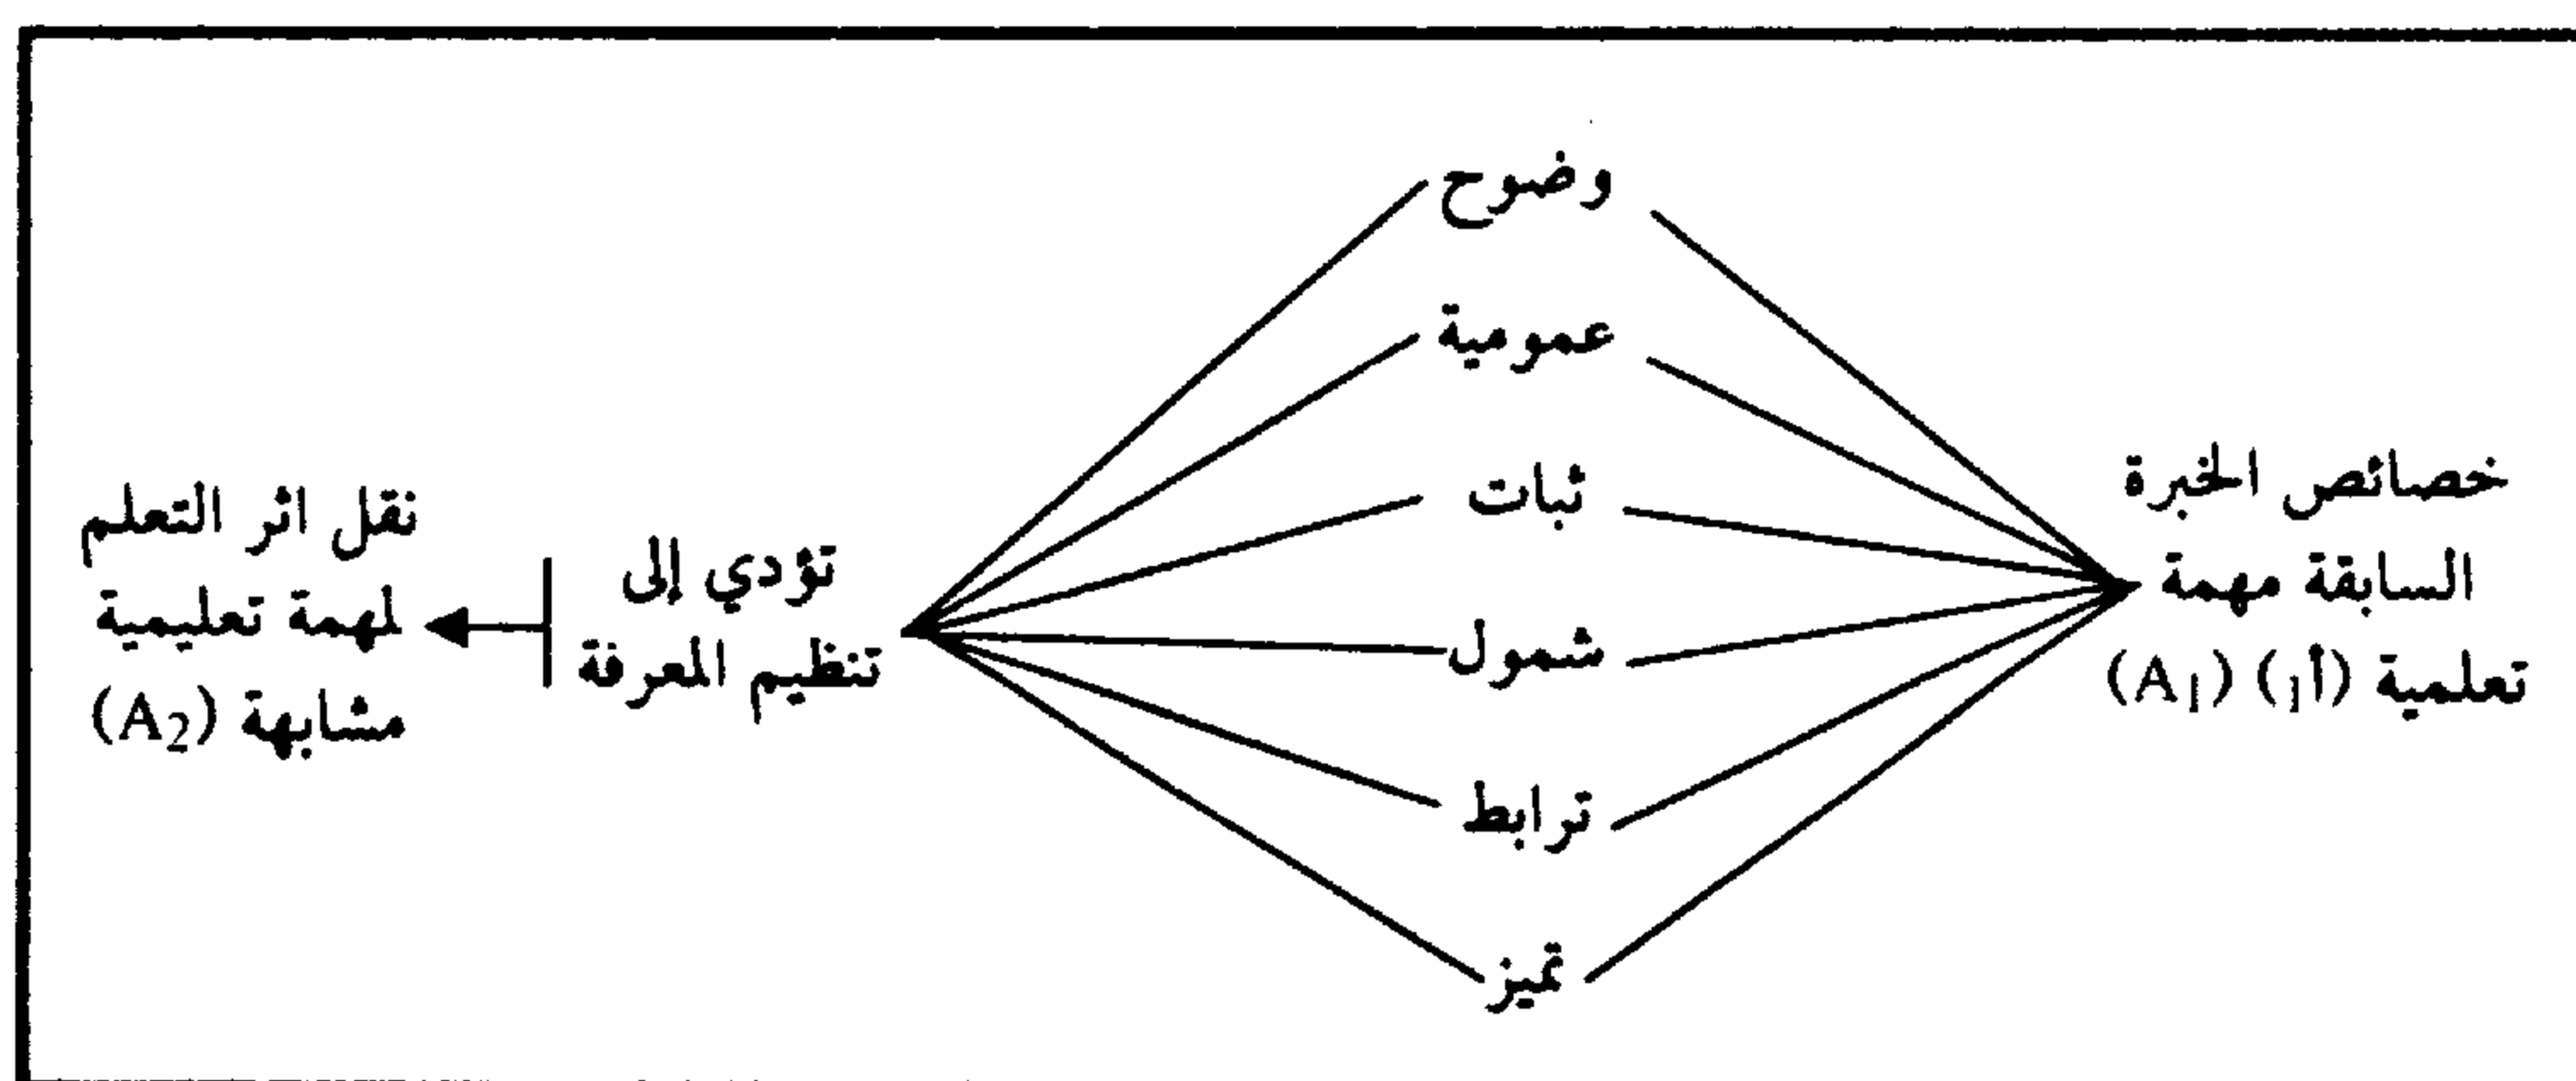 خصائص الخبرة
السابقة مهمة
تعلمية (أ1) (A1)
وضوح
عمومية
ثبات
شمول
ترابط
تميز
تؤدي إلى
تنظيم المعرفة
نقل اثر التعلم
لمهمة تعليمية
مشابهة (A2)